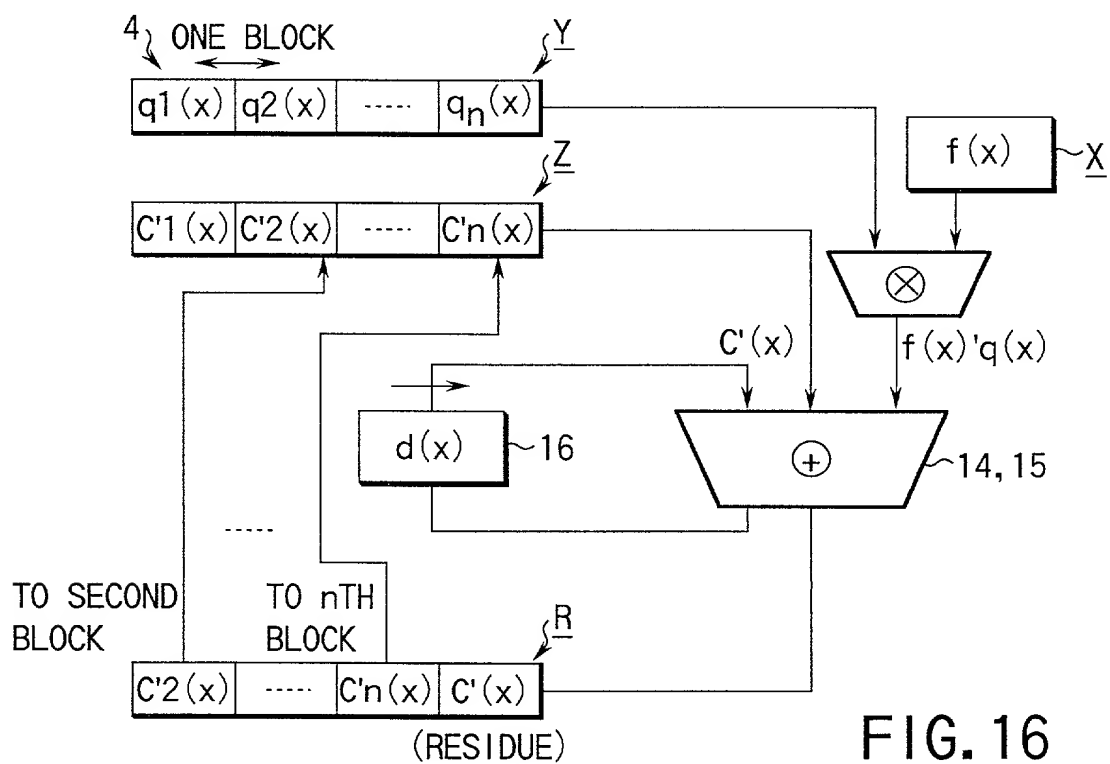 4 ONE BLOCK Y
q1(x) q2(x) ----- qn(x)
f(x) X
Z
C'1(x) C'2(x) ----- C'n(x)
⊗
C'(x) f(x)'q(x)
d(x) 16
⊕ 14,15
-----
TO SECOND
BLOCK
TO nTH
BLOCK
R
C'2(x) ----- C'n(x) C'(x)
(RESIDUE)
FIG.16